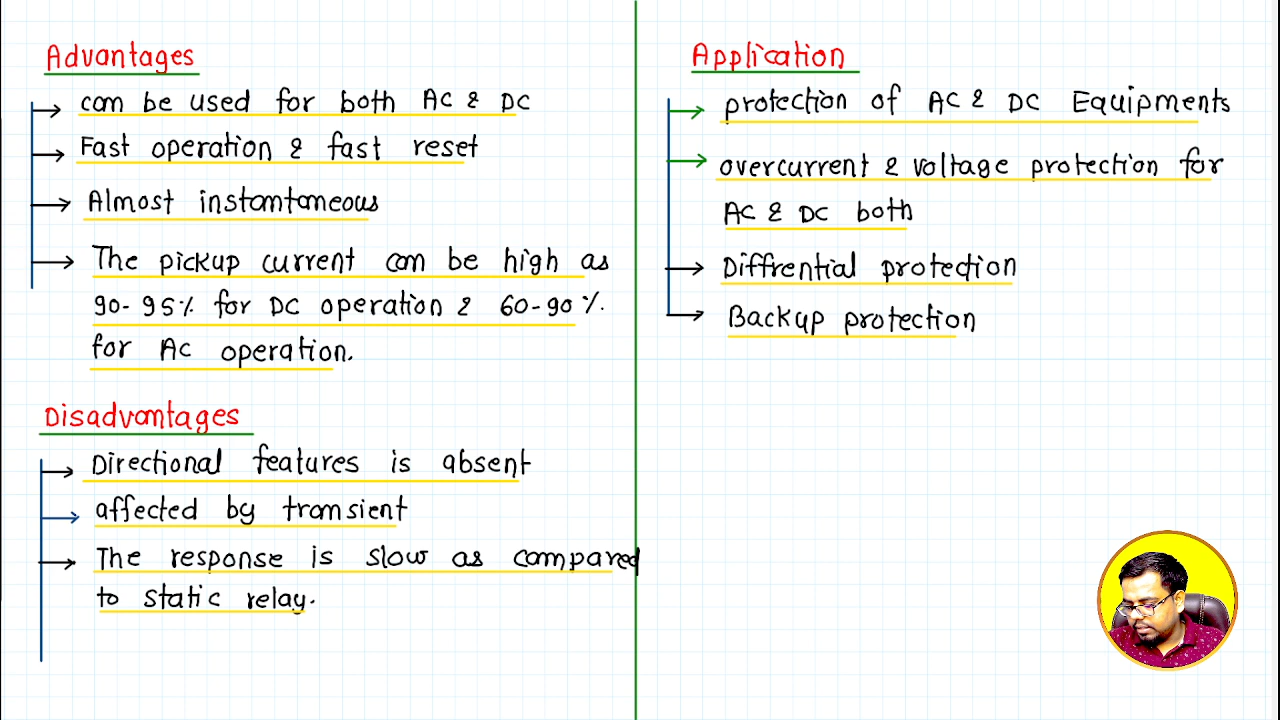 Advantages
can be used for both AC & DC
Fast operation & fast reset
Almost instantaneous
The pickup current can be high as
90-95% for DC operation & 60-90%.
for AC operation.
Disadvantages
Directional features is absent
affected by transient
The response is slow as compared
to static relay.
Application
protection of AC & DC Equipments
overcurrent & voltage protection for
AC & DC both
Diffrential protection
Backup protection